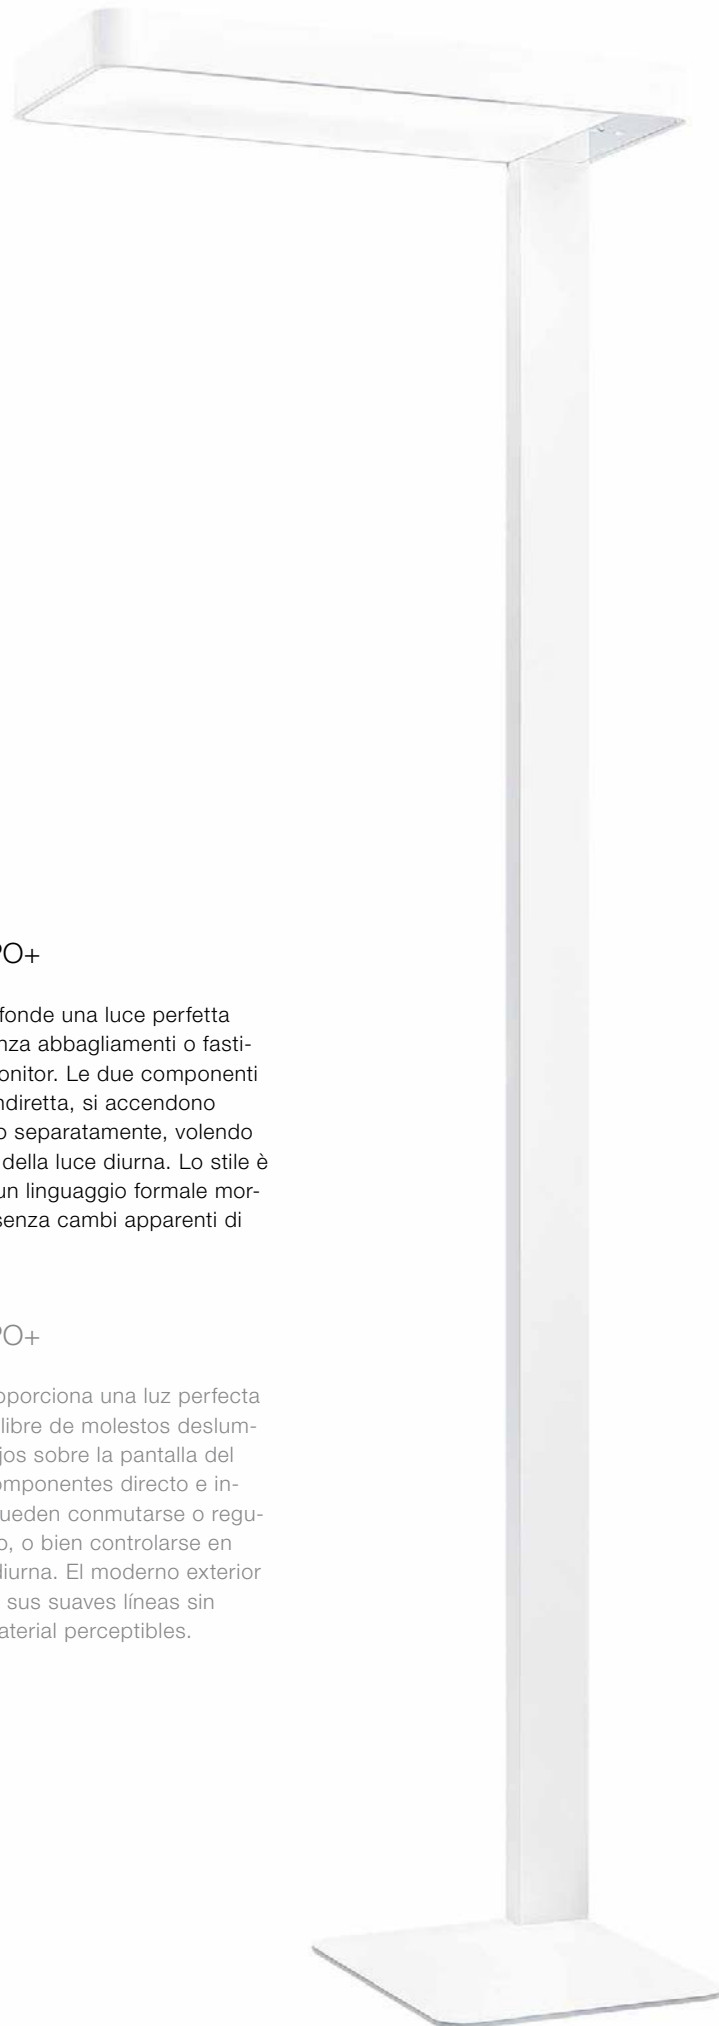 PO+
fonde una luce perfetta
nza abbagliamenti o fasti-
onitor. Le due componenti
ndiretta, si accendono
o separatamente, volendo
della luce diurna. Lo stile è
un linguaggio formale mor-
senza cambi apparenti di
PO+
oporciona una luz perfecta
libre de molestos deslum-
jos sobre la pantalla del
omponentes directo e in-
ueden conmutarse o regu-
o, o bien controlarse en
diurna. El moderno exterior
sus suaves líneas sin
aterial perceptibles.